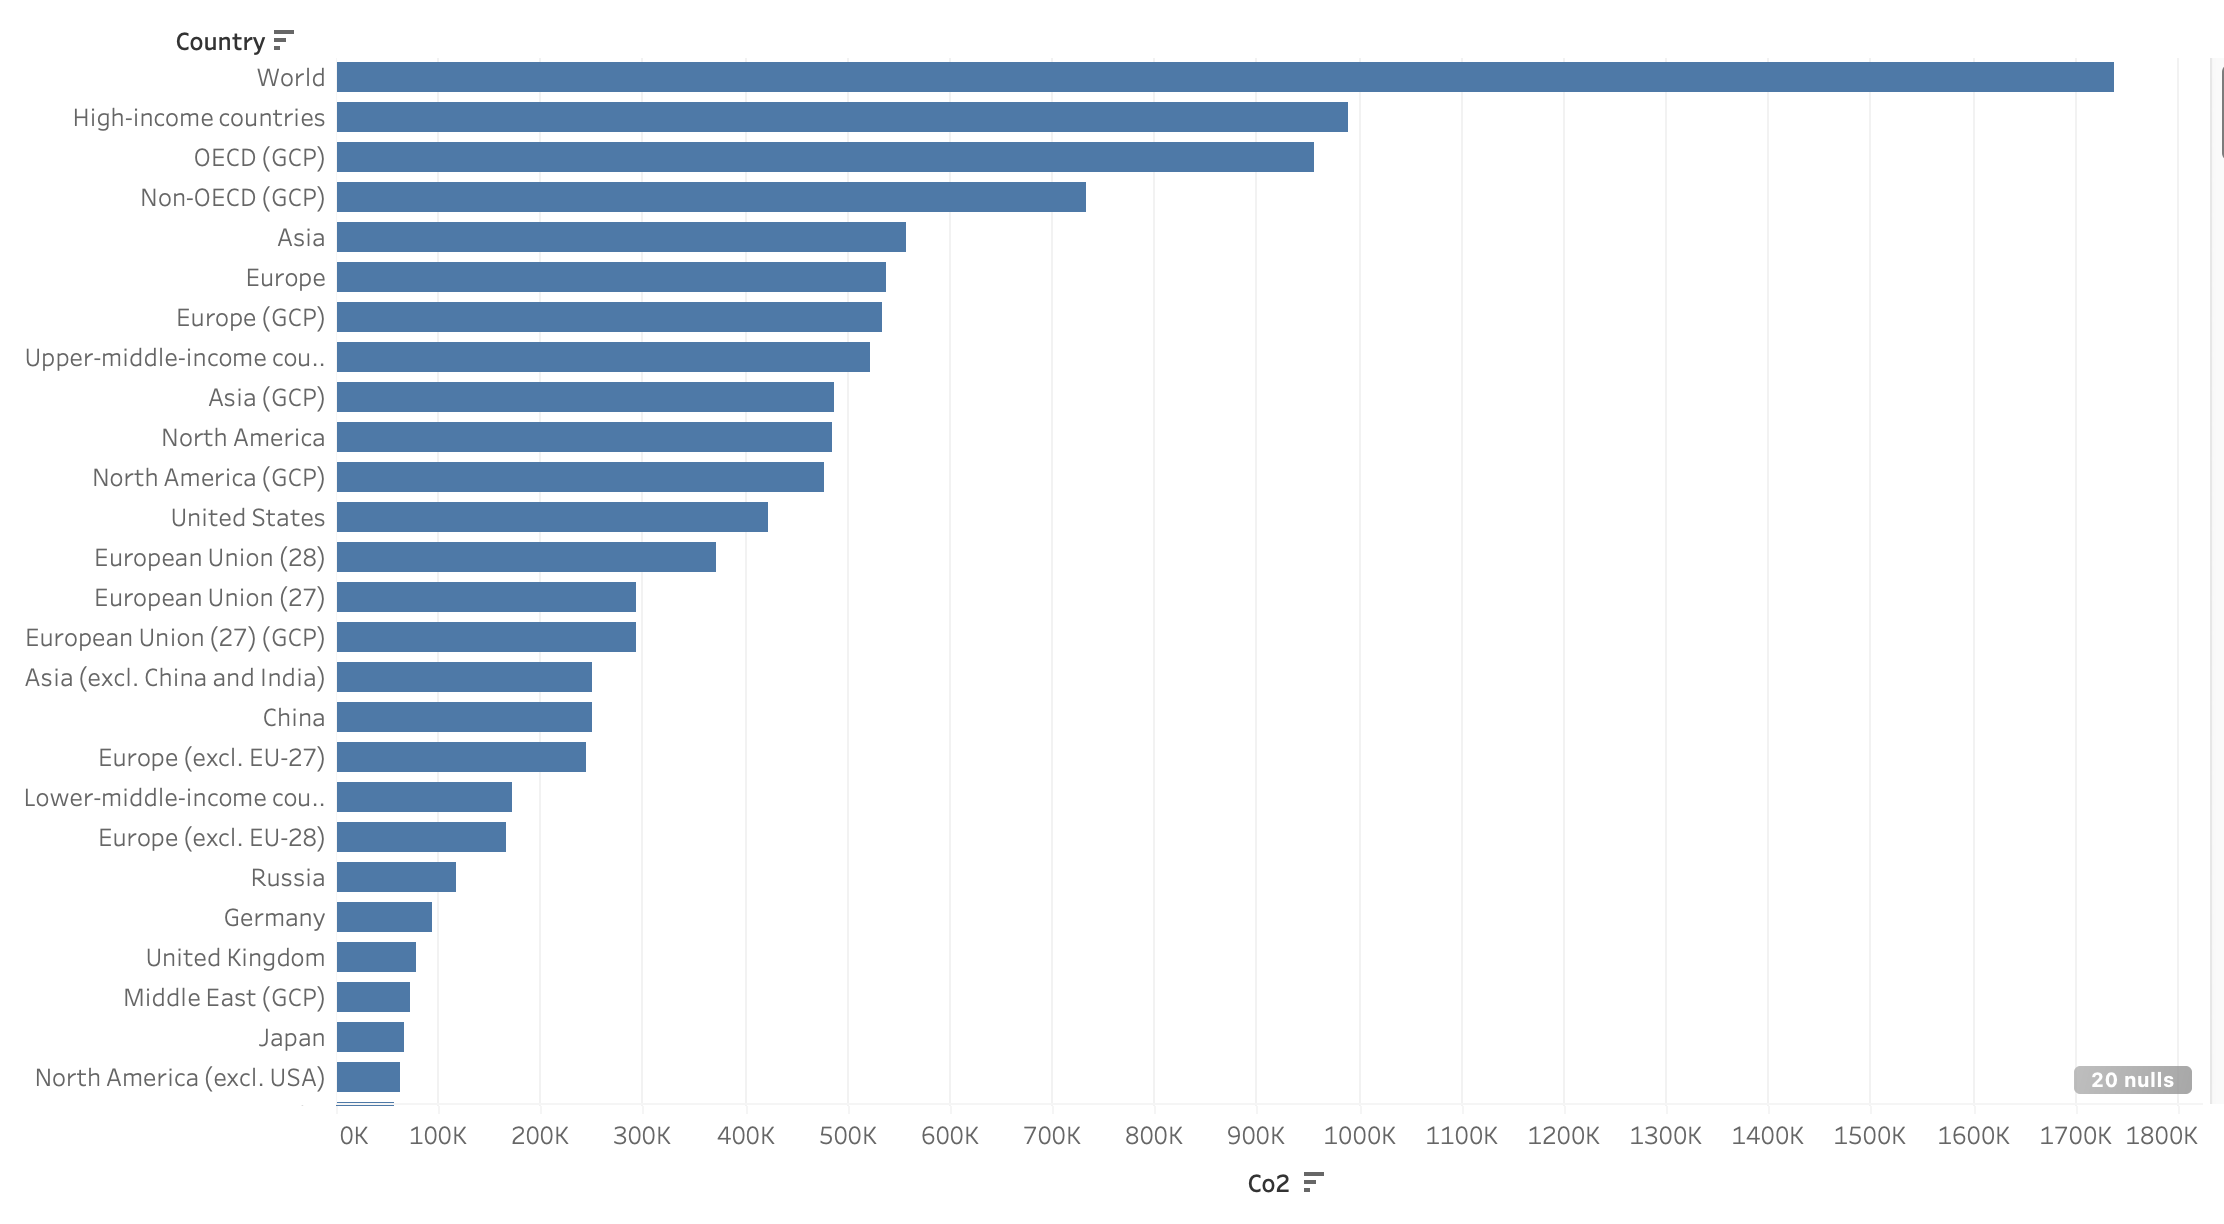 Country
World
High-income countries
OECD (GCP)
Non-OECD (GCP)
Asia
Europe
Europe (GCP)
Upper-middle-income cou..
Asia (GCP)
North America
North America (GCP)
United States
European Union (28)
European Union (27)
European Union (27) (GCP)
Asia (excl. China and India)
China
Europe (excl. EU-27)
Lower-middle-income cou..
Europe (excl. EU-28)
Russia
Germany
United Kingdom
Middle East (GCP)
Japan
North America (excl. USA)
20 nulls
0K 100K 200K 300K 400K 500K 600K 700K 800K 900K 1000K 1100K 1200K 1300K 1400K 1500K 1600K 1700K 1800K
Co2